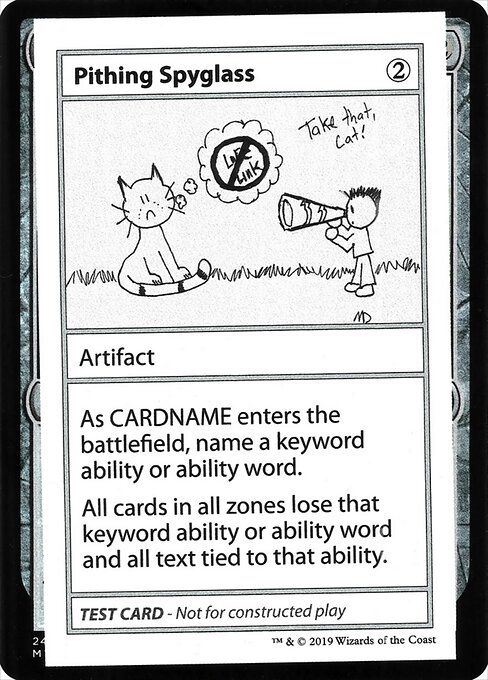 Pithing Spyglass 2
Take that,
cat!
LIFE
LINK
MD
Artifact
As CARDNAME enters the
battlefield, name a keyword
ability or ability word.
All cards in all zones lose that
keyword ability or ability word
and all text tied to that ability.
TEST CARD - Not for constructed play
24
M
™ & © 2019 Wizards of the Coast